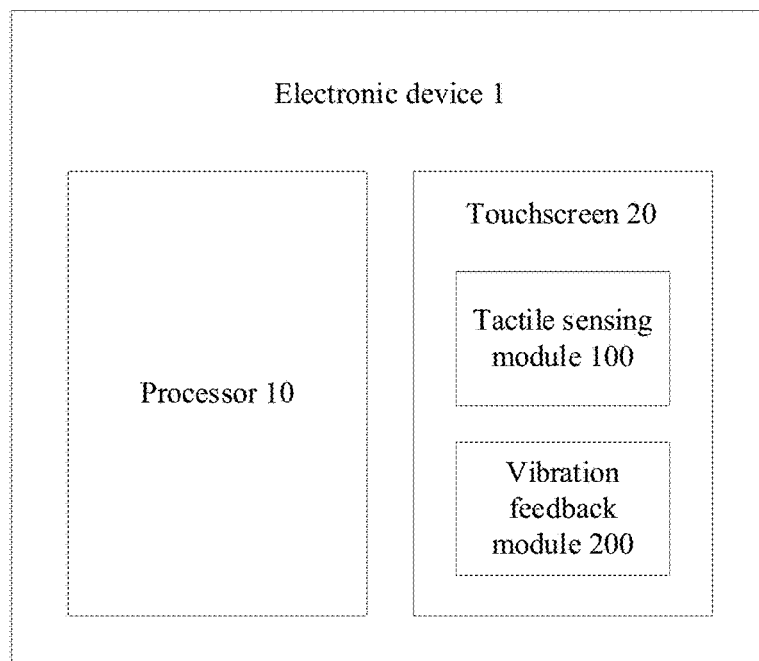 Electronic device 1
Processor 10
Touchscreen 20
Tactile sensing
module 100
Vibration
feedback
module 200